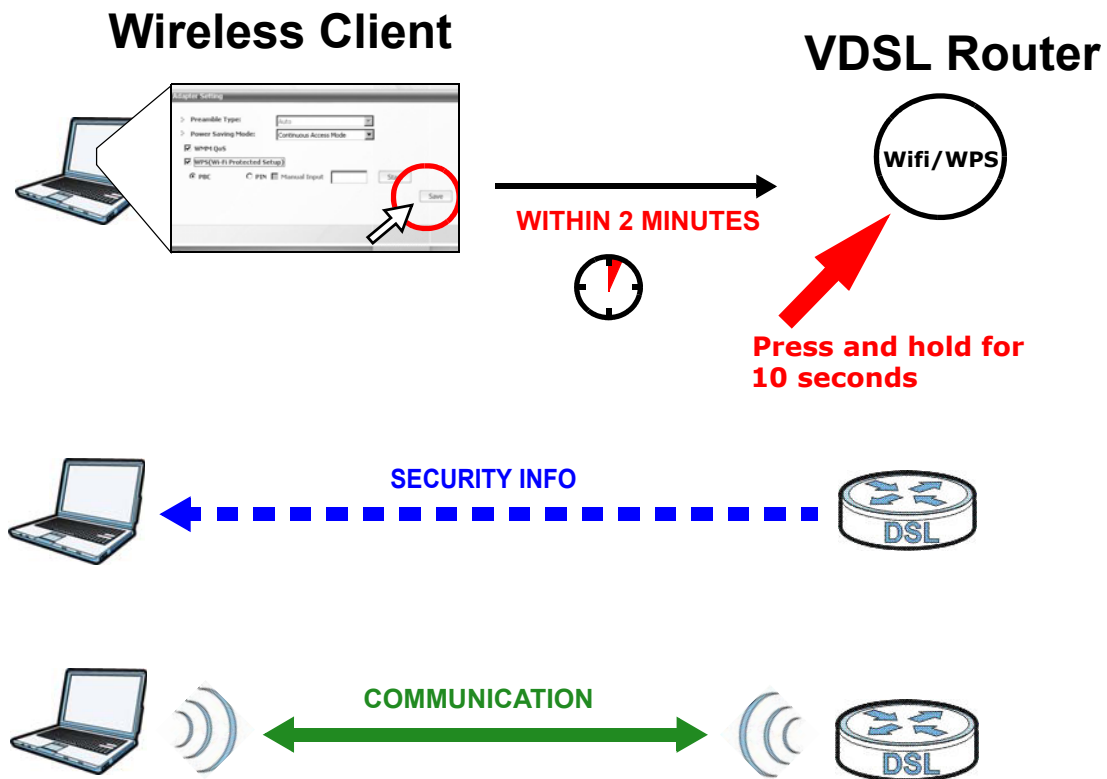 Wireless Client
VDSL Router
Adapter Setting
> Preamble Type: Auto
> Power Saving Mode: Continuous Access Mode
WMM QoS
WPS(Wi-Fi Protected Setup)
PBC PIN Manual Input
Save
WITHIN 2 MINUTES
Wifi/WPS
Press and hold for
10 seconds
SECURITY INFO
DSL
COMMUNICATION
DSL